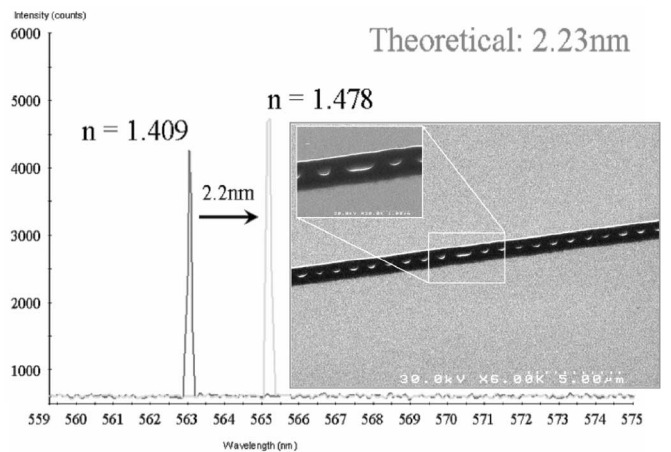 Intensity (counts)
Theoretical: 2.23nm
6000
5000
4000
3000
2000
1000
n = 1.409
n = 1.478
2.2nm
30.0kV X6.00K 5.00μm
559 560 561 562 563 564 565 566 567 568 569 570 571 572 573 574 575
Wavelength (nm)